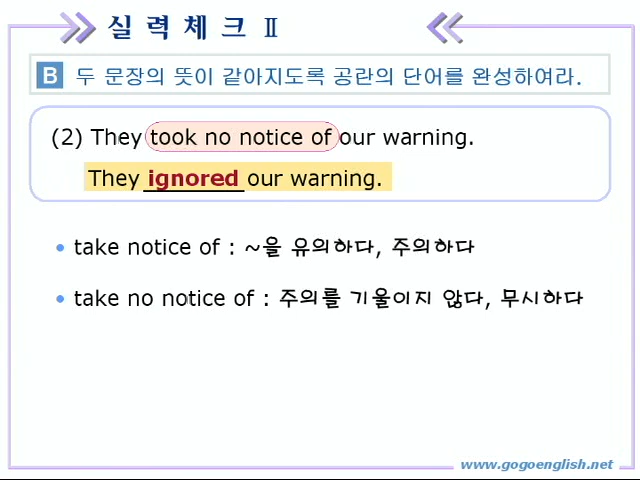 실력체크 Ⅱ
B 두 문장의 뜻이 같아지도록 공란의 단어를 완성하여라.
(2) They took no notice of our warning.
They ignored our warning.
• take notice of : ~을 유의하다, 주의하다
• take no notice of : 주의를 기울이지 않다, 무시하다
www.gogoenglish.net